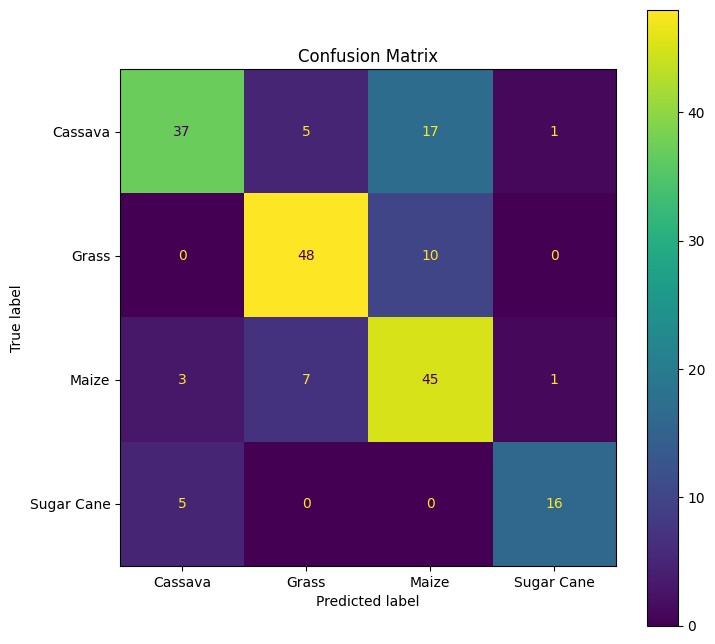 Confusion Matrix
Cassava 37 5 17 1
Grass 0 48 10 0
Maize 3 7 45 1
Sugar Cane 5 0 0 16
Cassava Grass Maize Sugar Cane
Predicted label
True label
40
30
20
10
0